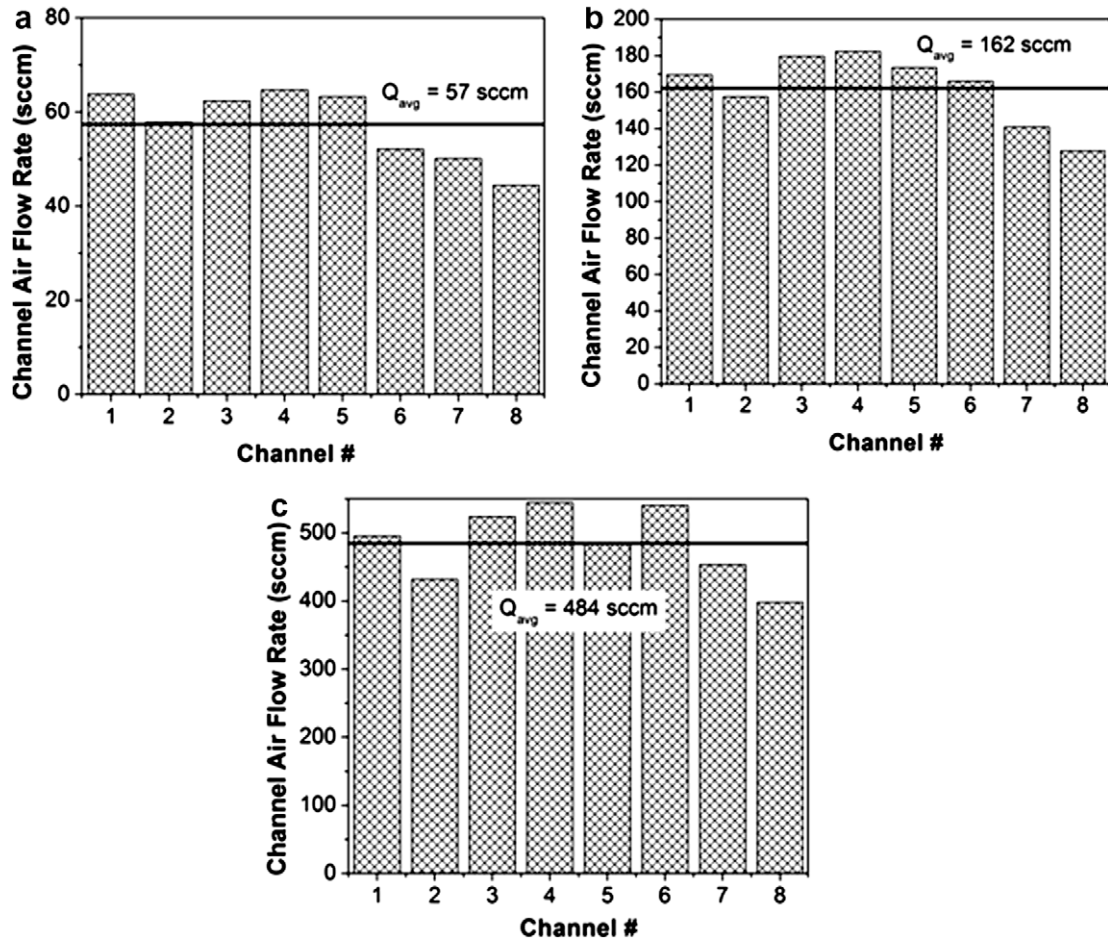 a
80
60
40
20
0
Channel Air Flow Rate (sccm)
Qavg = 57 sccm
1 2 3 4 5 6 7 8
Channel #
b
200
180
160
140
120
100
80
60
40
20
0
Channel Air Flow Rate (sccm)
Qavg = 162 sccm
1 2 3 4 5 6 7 8
Channel #
c
500
400
300
200
100
0
Channel Air Flow Rate (sccm)
Qavg = 484 sccm
1 2 3 4 5 6 7 8
Channel #